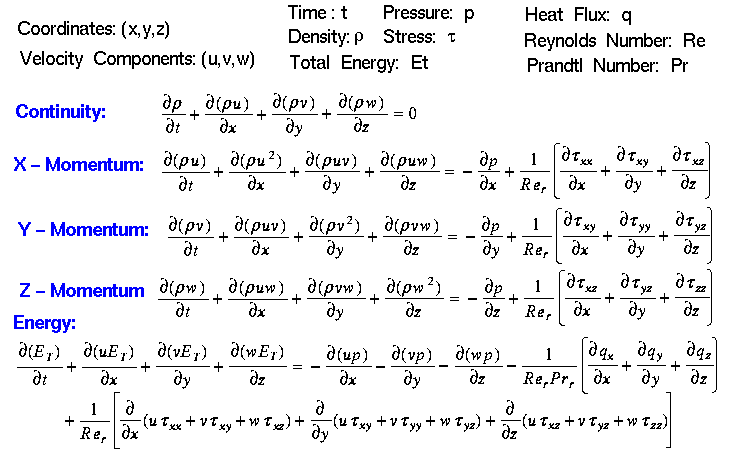 Coordinates: (x,y,z) Time : t Pressure: p Heat Flux: q
Velocity Components: (u,v,w) Density: ρ Stress: τ Reynolds Number: Re
Total Energy: Et Prandtl Number: Pr
Continuity: ∂ρ/∂t + ∂(ρu)/∂x + ∂(ρv)/∂y + ∂(ρw)/∂z = 0
X – Momentum: ∂(ρu)/∂t + ∂(ρu²)/∂x + ∂(ρuv)/∂y + ∂(ρuw)/∂z = −∂p/∂x + 1/Re_r [∂τ_xx/∂x + ∂τ_xy/∂y + ∂τ_xz/∂z]
Y – Momentum: ∂(ρv)/∂t + ∂(ρuv)/∂x + ∂(ρv²)/∂y + ∂(ρvw)/∂z = −∂p/∂y + 1/Re_r [∂τ_xy/∂x + ∂τ_yy/∂y + ∂τ_yz/∂z]
Z – Momentum ∂(ρw)/∂t + ∂(ρuw)/∂x + ∂(ρvw)/∂y + ∂(ρw²)/∂z = −∂p/∂z + 1/Re_r [∂τ_xz/∂x + ∂τ_yz/∂y + ∂τ_zz/∂z]
Energy:
∂(E_T)/∂t + ∂(uE_T)/∂x + ∂(vE_T)/∂y + ∂(wE_T)/∂z = −∂(up)/∂x − ∂(vp)/∂y − ∂(wp)/∂z − 1/(Re_r Pr_r) [∂q_x/∂x + ∂q_y/∂y + ∂q_z/∂z]
+ 1/Re_r [∂/∂x (u τ_xx + v τ_xy + w τ_xz) + ∂/∂y (u τ_xy + v τ_yy + w τ_yz) + ∂/∂z (u τ_xz + v τ_yz + w τ_zz)]